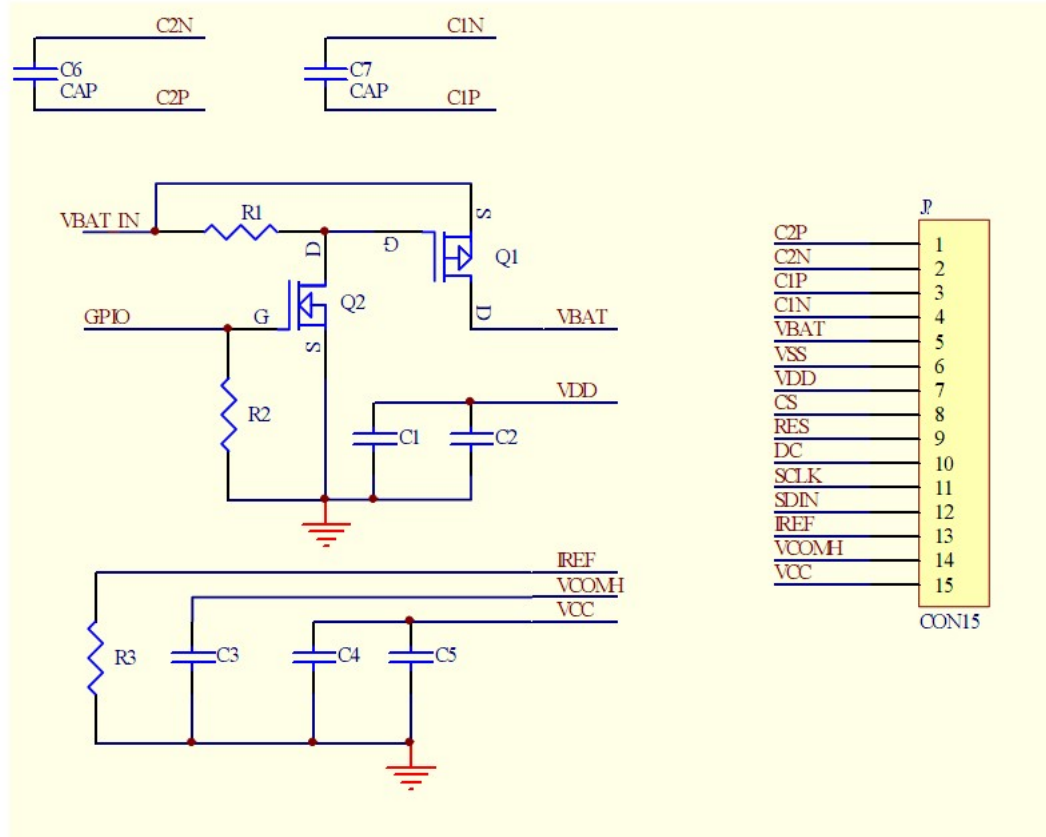 C2N
C6
CAP
C2P
C1N
C7
CAP
C1P
VBAT IN
R1
D
G
S
Q1
D
VBAT
GPIO
G
Q2
S
R2
VDD
C1
C2
IREF
VCOMH
VCC
R3
C3
C4
C5
J?
C2P 1
C2N 2
C1P 3
C1N 4
VBAT 5
VSS 6
VDD 7
CS 8
RES 9
DC 10
SCLK 11
SDIN 12
IREF 13
VCOMH 14
VCC 15
CON15